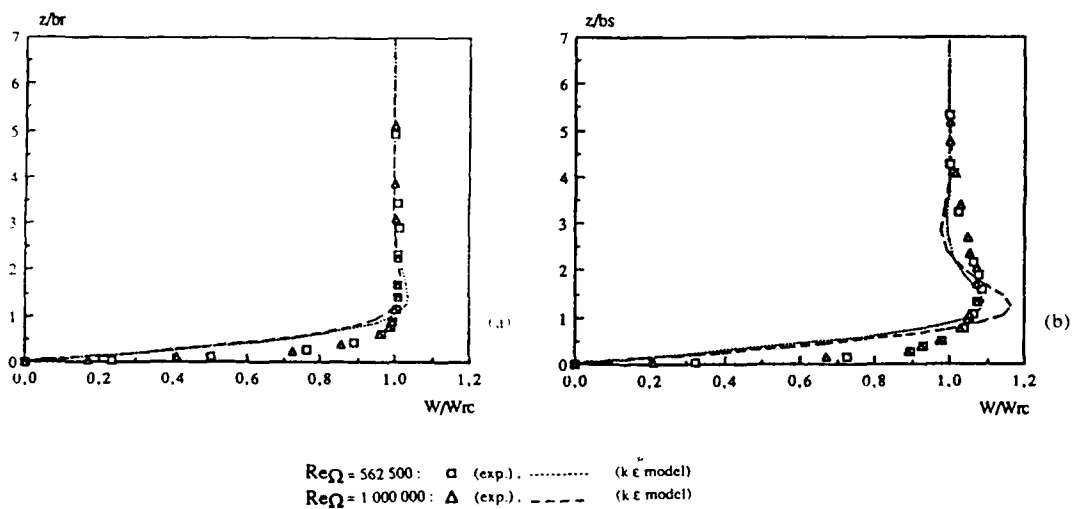 z/br
7
6
5
4
3
2
1
0
0,0 0,2 0,4 0,6 0,8 1.0 1,2
W/Wrc
(a)
z/bs
7
6
5
4
3
2
1
0
0,0 0,2 0,4 0,6 0,8 1,0 1,2
W/Wrc
(b)
ReΩ = 562 500 : (exp.), (k ε model)
ReΩ = 1 000 000 : Δ (exp.), (k ε model)